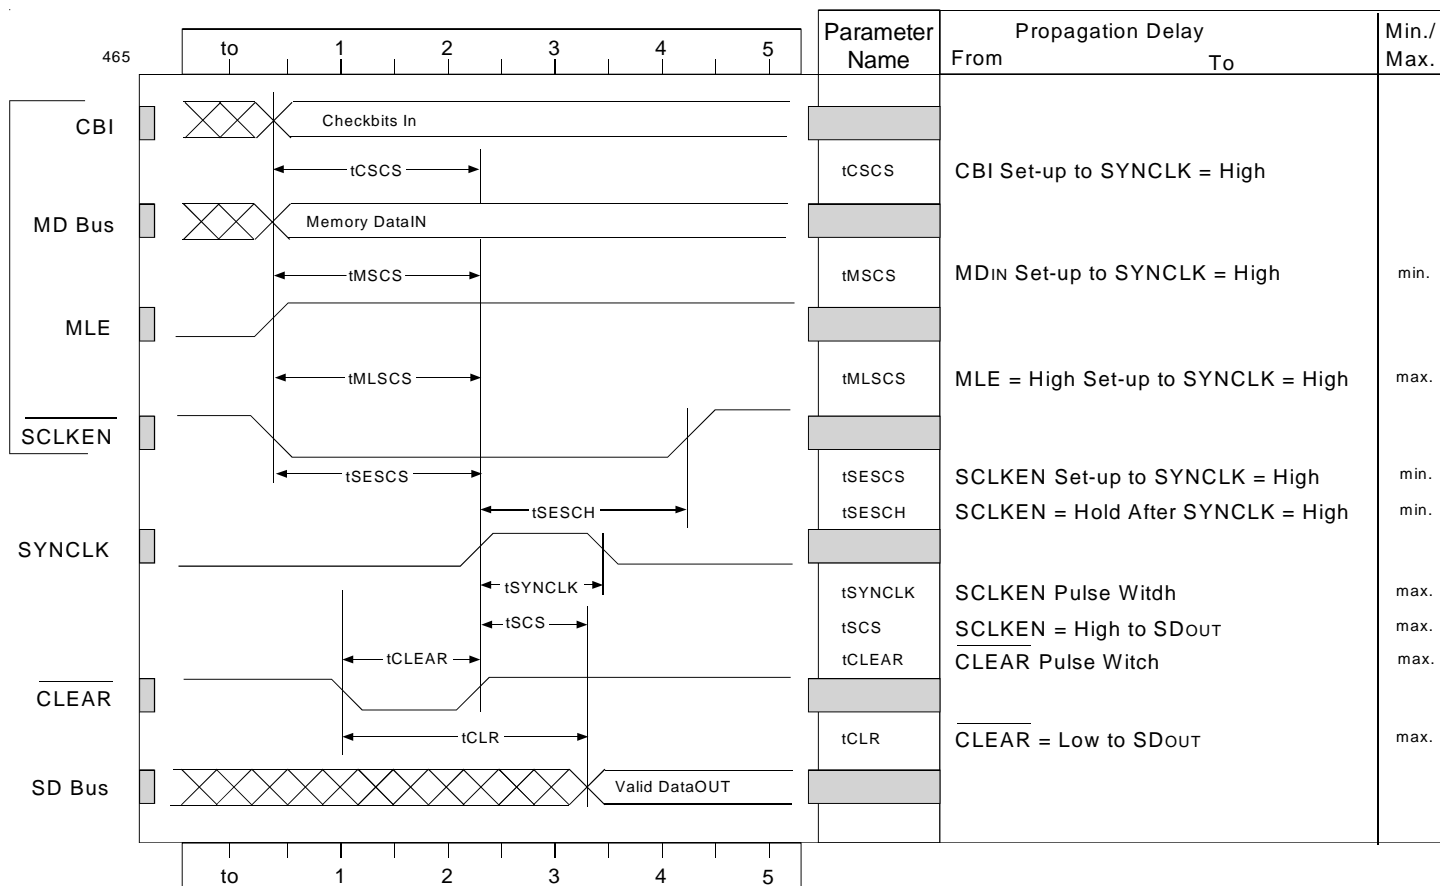 465
to 1 2 3 4 5
Parameter Name
Propagation Delay
From To
Min./ Max.
CBI
Checkbits In
tCSCS
tCSCS CBI Set-up to SYNCLK = High
MD Bus
Memory DataIN
tMSCS
tMSCS MDIN Set-up to SYNCLK = High min.
MLE
tMLSCS
tMLSCS MLE = High Set-up to SYNCLK = High max.
SCLKEN
tSESCS
tSESCS SCLKEN Set-up to SYNCLK = High min.
tSESCH
tSESCH SCLKEN = Hold After SYNCLK = High min.
SYNCLK
tSYNCLK
tSYNCLK SCLKEN Pulse Witdh max.
tSCS
tSCS SCLKEN = High to SDOUT max.
tCLEAR
tCLEAR CLEAR Pulse Witch max.
CLEAR
tCLR
tCLR CLEAR = Low to SDOUT max.
SD Bus
Valid DataOUT
to 1 2 3 4 5